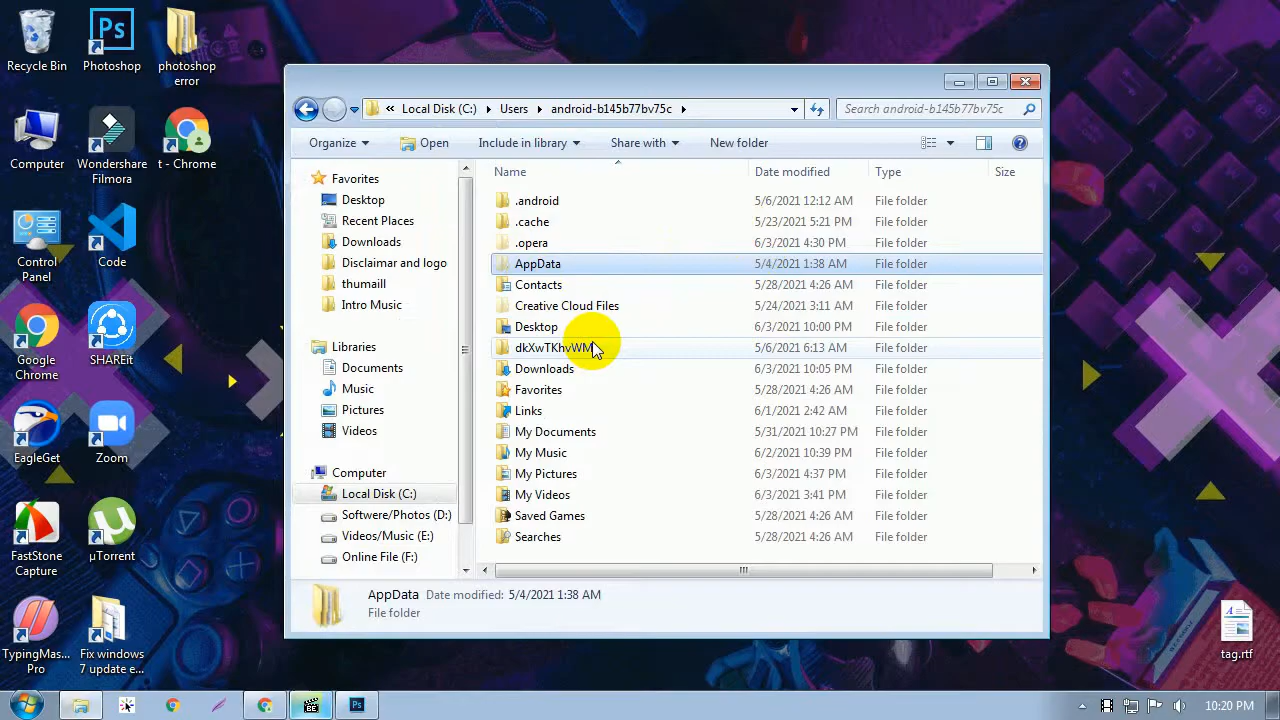 Recycle Bin
Photoshop
photoshop
error
Computer
Wondershare
Filmora
t - Chrome
Control
Panel
Code
Google
Chrome
SHAREit
EagleGet
Zoom
FastStone
Capture
µTorrent
TypingMas...
Pro
Fix windows
7 update e...
tag.rtf
« Local Disk (C:) ▸ Users ▸ android-b145b77bv75c ▸
Search android-b145b77bv75c
Organize
Open
Include in library
Share with
New folder
Favorites
Desktop
Recent Places
Downloads
Disclaimar and logo
thumaill
Intro Music
Libraries
Documents
Music
Pictures
Videos
Computer
Local Disk (C:)
Softwere/Photos (D:)
Videos/Music (E:)
Online File (F:)
Name Date modified Type Size
.android 5/6/2021 12:12 AM File folder
.cache 5/23/2021 5:21 PM File folder
.opera 6/3/2021 4:30 PM File folder
AppData 5/4/2021 1:38 AM File folder
Contacts 5/28/2021 4:26 AM File folder
Creative Cloud Files 5/24/2021 3:11 AM File folder
Desktop 6/3/2021 10:00 PM File folder
dkXwTKhvWM 5/6/2021 6:13 AM File folder
Downloads 6/3/2021 10:05 PM File folder
Favorites 5/28/2021 4:26 AM File folder
Links 6/1/2021 2:42 AM File folder
My Documents 5/31/2021 10:27 PM File folder
My Music 6/2/2021 10:39 PM File folder
My Pictures 6/3/2021 4:37 PM File folder
My Videos 6/3/2021 3:41 PM File folder
Saved Games 5/28/2021 4:26 AM File folder
Searches 5/28/2021 4:26 AM File folder
AppData Date modified: 5/4/2021 1:38 AM
File folder
10:20 PM